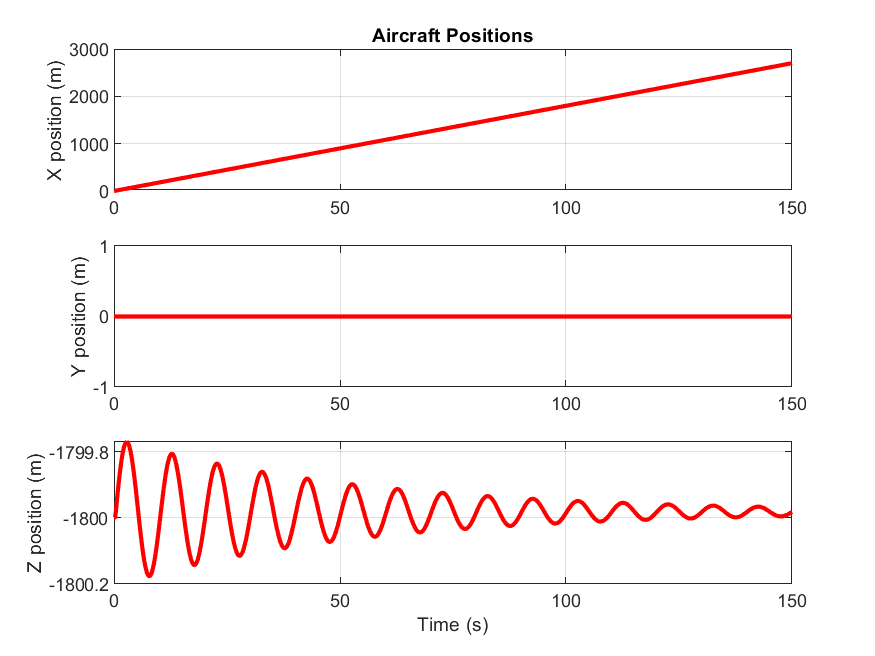 Aircraft Positions
X position (m)
3000
2000
1000
0
0 50 100 150
Y position (m)
1
0
-1
0 50 100 150
Z position (m)
-1799.8
-1800
-1800.2
0 50 100 150
Time (s)